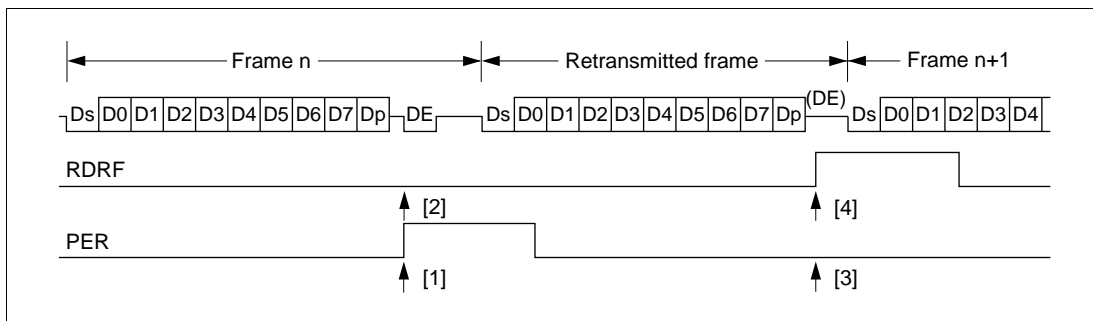 Frame n Retransmitted frame Frame n+1
(DE)
Ds D0 D1 D2 D3 D4 D5 D6 D7 Dp DE Ds D0 D1 D2 D3 D4 D5 D6 D7 Dp Ds D0 D1 D2 D3 D4
RDRF
[2] [4]
PER
[1] [3]